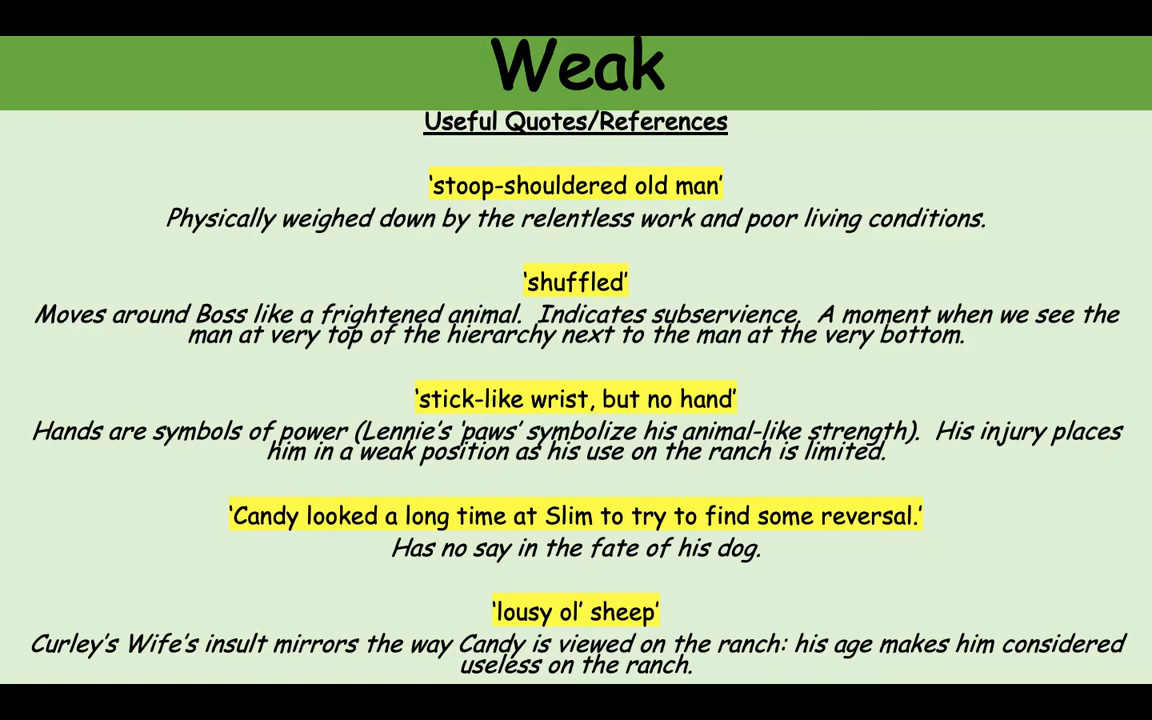 Weak
Useful Quotes/References
‘stoop-shouldered old man’
Physically weighed down by the relentless work and poor living conditions.
‘shuffled’
Moves around Boss like a frightened animal.  Indicates subservience.  A moment when we see the
man at very top of the hierarchy next to the man at the very bottom.
‘stick-like wrist, but no hand’
Hands are symbols of power (Lennie’s ‘paws’ symbolize his animal-like strength).  His injury places
him in a weak position as his use on the ranch is limited.
‘Candy looked a long time at Slim to try to find some reversal.’
Has no say in the fate of his dog.
‘lousy ol’ sheep’
Curley’s Wife’s insult mirrors the way Candy is viewed on the ranch: his age makes him considered
useless on the ranch.